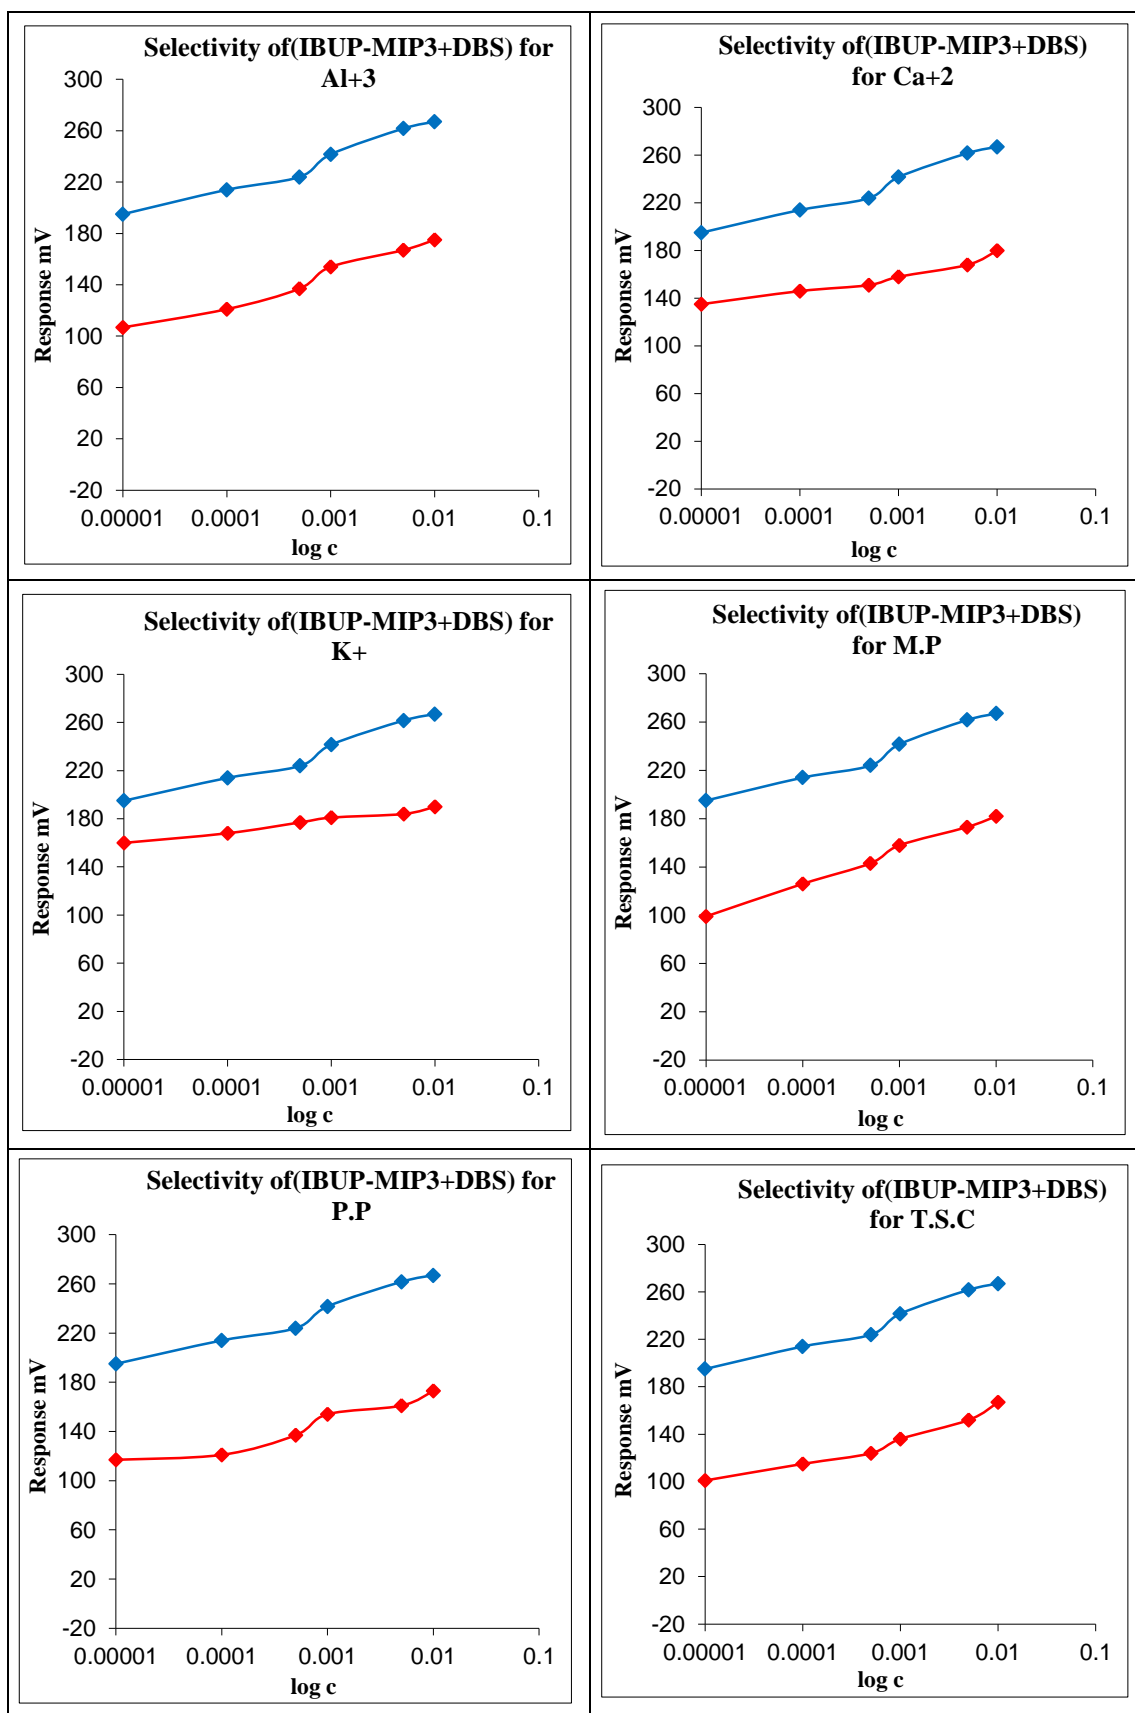 Selectivity of(IBUP-MIP3+DBS) for
Al+3
300
260
220
180
140
100
60
20
-20
Response mV
0.00001 0.0001 0.001 0.01 0.1
log c
Selectivity of(IBUP-MIP3+DBS)
for Ca+2
300
260
220
180
140
100
60
20
-20
Response mV
0.00001 0.0001 0.001 0.01 0.1
log c
Selectivity of(IBUP-MIP3+DBS) for
K+
300
260
220
180
140
100
60
20
-20
Response mV
0.00001 0.0001 0.001 0.01 0.1
log c
Selectivity of(IBUP-MIP3+DBS)
for M.P
300
260
220
180
140
100
60
20
-20
Response mV
0.00001 0.0001 0.001 0.01 0.1
log c
Selectivity of(IBUP-MIP3+DBS) for
P.P
300
260
220
180
140
100
60
20
-20
Response mV
0.00001 0.0001 0.001 0.01 0.1
log c
Selectivity of(IBUP-MIP3+DBS)
for T.S.C
300
260
220
180
140
100
60
20
-20
Response mV
0.00001 0.0001 0.001 0.01 0.1
log c